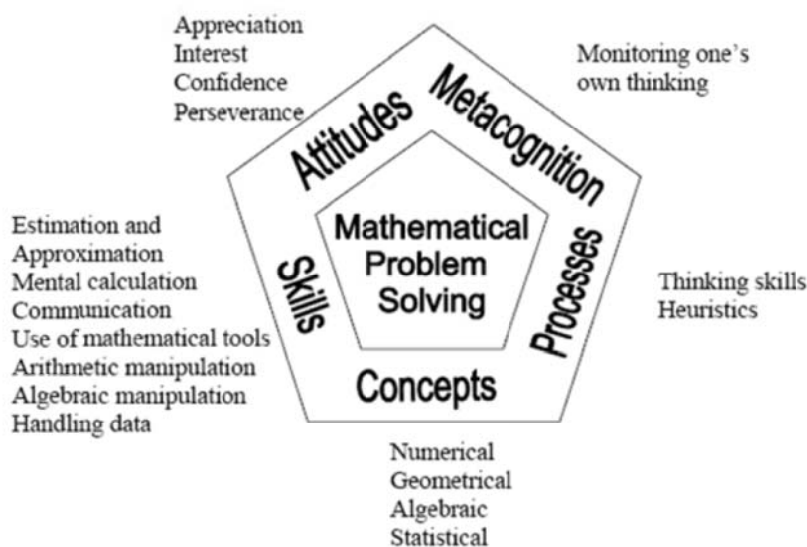 Appreciation
Interest
Confidence
Perseverance
Monitoring one's
own thinking
Attitudes
Metacognition
Mathematical
Problem
Solving
Skills
Processes
Concepts
Estimation and
Approximation
Mental calculation
Communication
Use of mathematical tools
Arithmetic manipulation
Algebraic manipulation
Handling data
Thinking skills
Heuristics
Numerical
Geometrical
Algebraic
Statistical